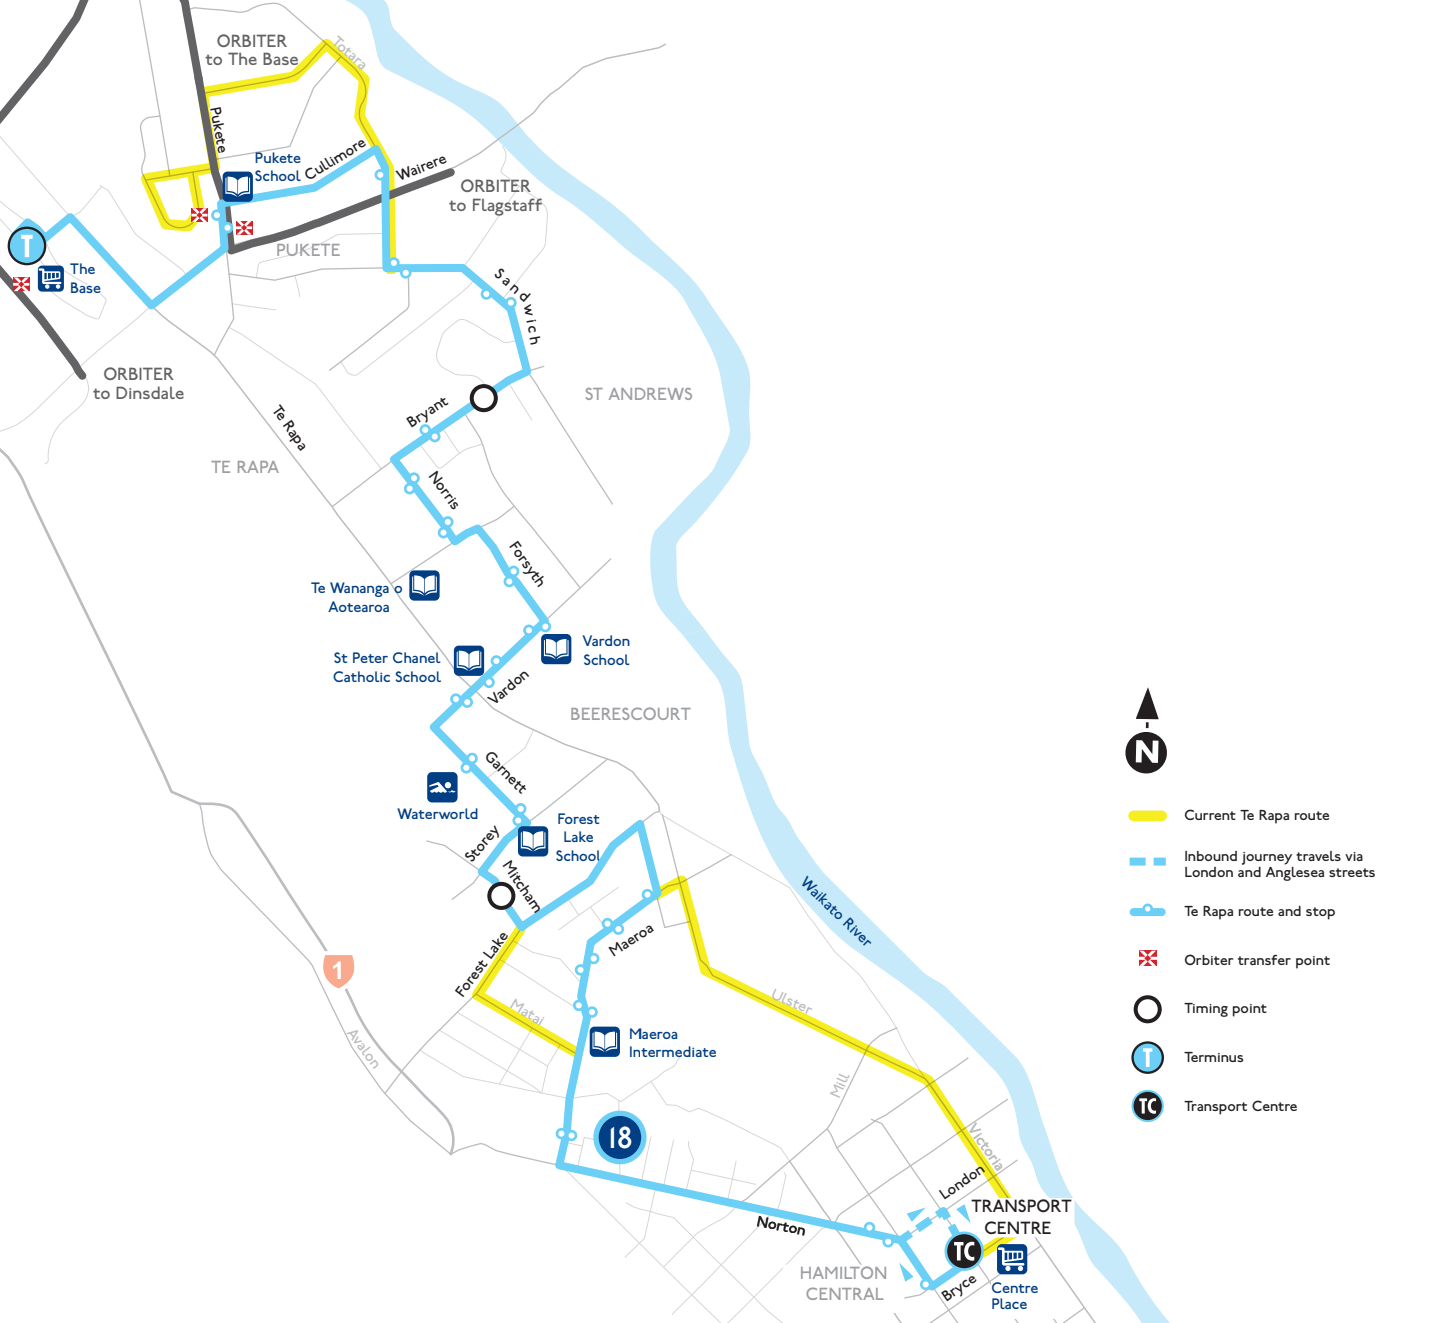 ORBITER
to The Base
Totara
Pukete
Pukete
School
Cullimore
Wairere
ORBITER
to Flagstaff
PUKETE
T
The
Base
Sandwich
ORBITER
to Dinsdale
ST ANDREWS
Te Rapa
Bryant
TE RAPA
Norris
Forsyth
Te Wananga o
Aotearoa
Vardon
School
St Peter Chanel
Catholic School
Vardon
BEERESCOURT
Garnett
Waterworld
Forest
Lake
School
Storey
Mitcham
Waikato River
Forest Lake
Maeroa
1
Matai
Ulster
Avalon
Maeroa
Intermediate
Mill
18
Victoria
London
Norton
TRANSPORT
CENTRE
TC
HAMILTON
CENTRAL
Bryce
Centre
Place
N
Current Te Rapa route
Inbound journey travels via
London and Anglesea streets
Te Rapa route and stop
Orbiter transfer point
Timing point
T
Terminus
TC
Transport Centre